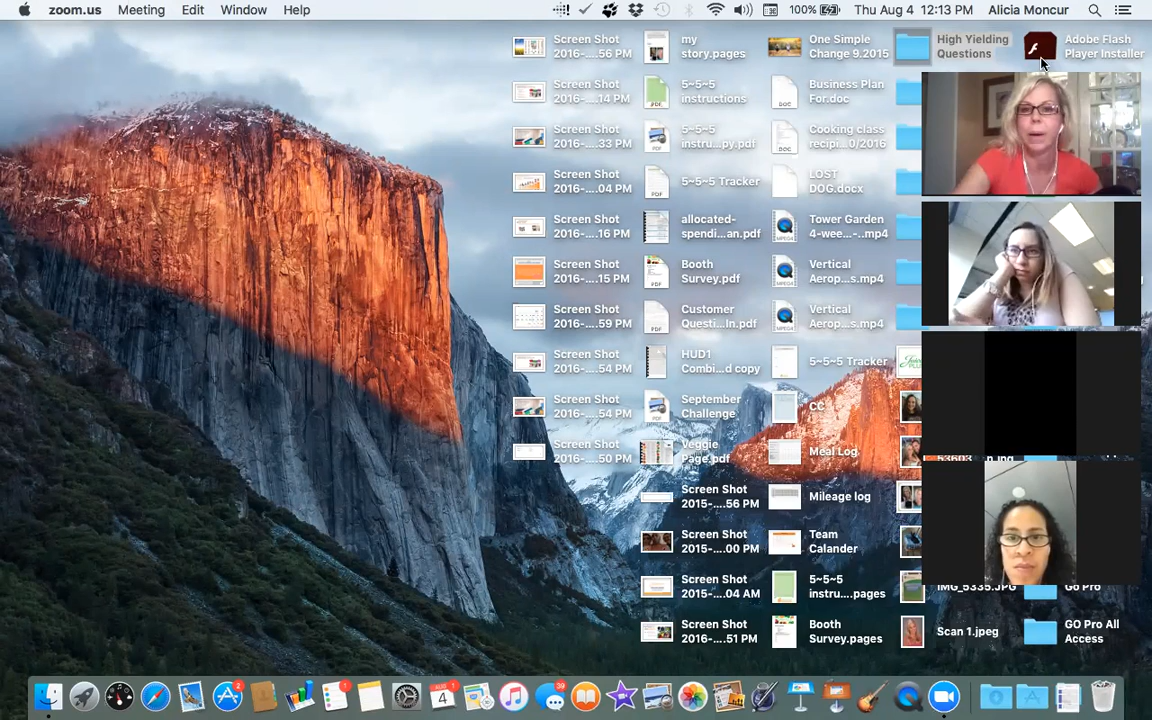 zoom.us Meeting Edit Window Help 100% Thu Aug 4 12:13 PM Alicia Moncur
Screen Shot
2016-....56 PM
Screen Shot
2016-....14 PM
Screen Shot
2016-....33 PM
Screen Shot
2016-....04 PM
Screen Shot
2016-....16 PM
Screen Shot
2016-....15 PM
Screen Shot
2016-....59 PM
Screen Shot
2016-....54 PM
Screen Shot
2016-....54 PM
Screen Shot
2016-....50 PM
my
story.pages
5~5~5
instructions
5~5~5
instru...py.pdf
5~5~5 Tracker
allocated-
spendi...an.pdf
Booth
Survey.pdf
Customer
Questi...ln.pdf
HUD1
Combi...d copy
September
Challenge
Veggie
Page.pdf
Screen Shot
2015-....56 PM
Screen Shot
2015-....00 PM
Screen Shot
2015-....04 AM
Screen Shot
2015-....51 PM
One Simple
Change 9.2015
Business Plan
For.doc
Cooking class
recipi...0/2016
LOST
DOG.docx
Tower Garden
4-wee...-..mp4
Vertical
Aerop...s.mp4
Vertical
Aerop...s.mp4
5~5~5 Tracker
CC
Meal Log
Mileage log
Team
Calander
5~5~5
instru....pages
Booth
Survey.pages
High Yielding
Questions
IMG_5335.JPG
Scan 1.jpeg
Adobe Flash
Player Installer
Go Pro
GO Pro All
Access